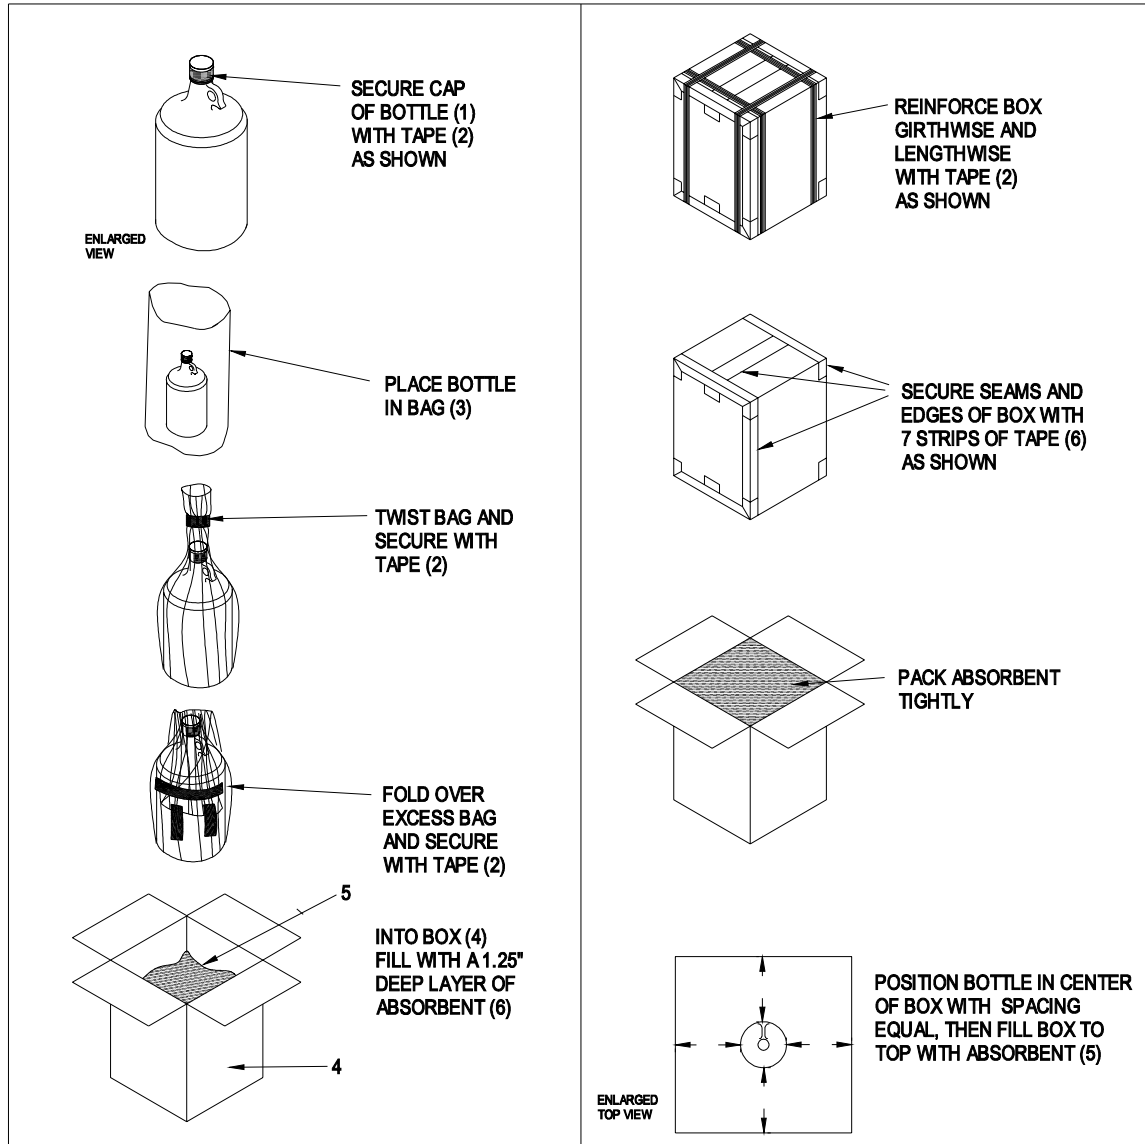 SECURE CAP
OF BOTTLE (1)
WITH TAPE (2)
AS SHOWN
ENLARGED
VIEW
PLACE BOTTLE
IN BAG (3)
TWIST BAG AND
SECURE WITH
TAPE (2)
FOLD OVER
EXCESS BAG
AND SECURE
WITH TAPE (2)
5
INTO BOX (4)
FILL WITH A 1.25"
DEEP LAYER OF
ABSORBENT (6)
4
REINFORCE BOX
GIRTHWISE AND
LENGTHWISE
WITH TAPE (2)
AS SHOWN
SECURE SEAMS AND
EDGES OF BOX WITH
7 STRIPS OF TAPE (6)
AS SHOWN
PACK ABSORBENT
TIGHTLY
POSITION BOTTLE IN CENTER
OF BOX WITH SPACING
EQUAL, THEN FILL BOX TO
TOP WITH ABSORBENT (5)
ENLARGED
TOP VIEW